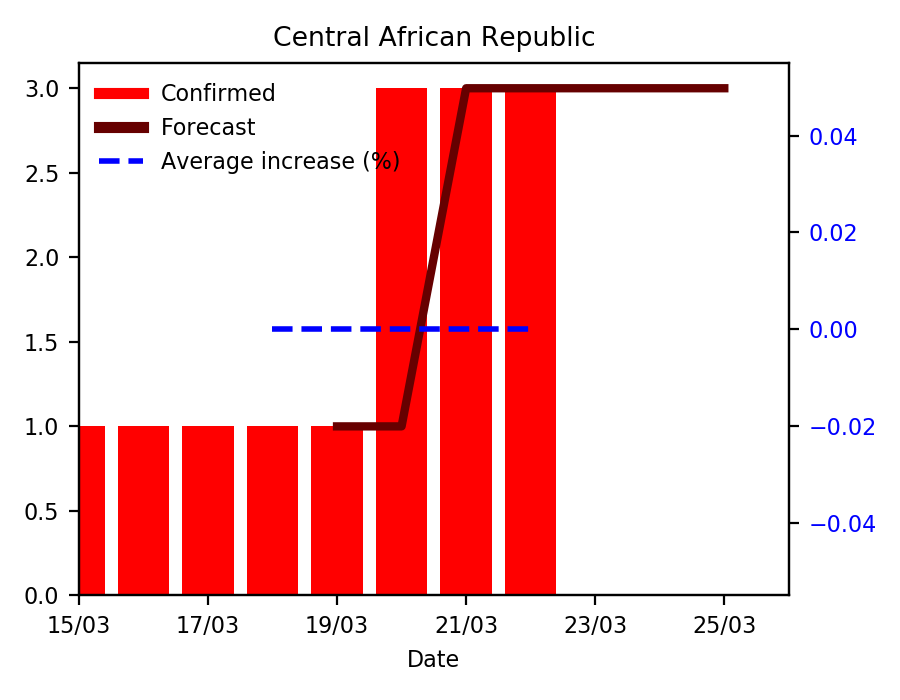 Central African Republic
Confirmed
Forecast
Average increase (%)
3.0
2.5
2.0
1.5
1.0
0.5
0.0
0.04
0.02
0.00
−0.02
−0.04
15/03 17/03 19/03 21/03 23/03 25/03
Date